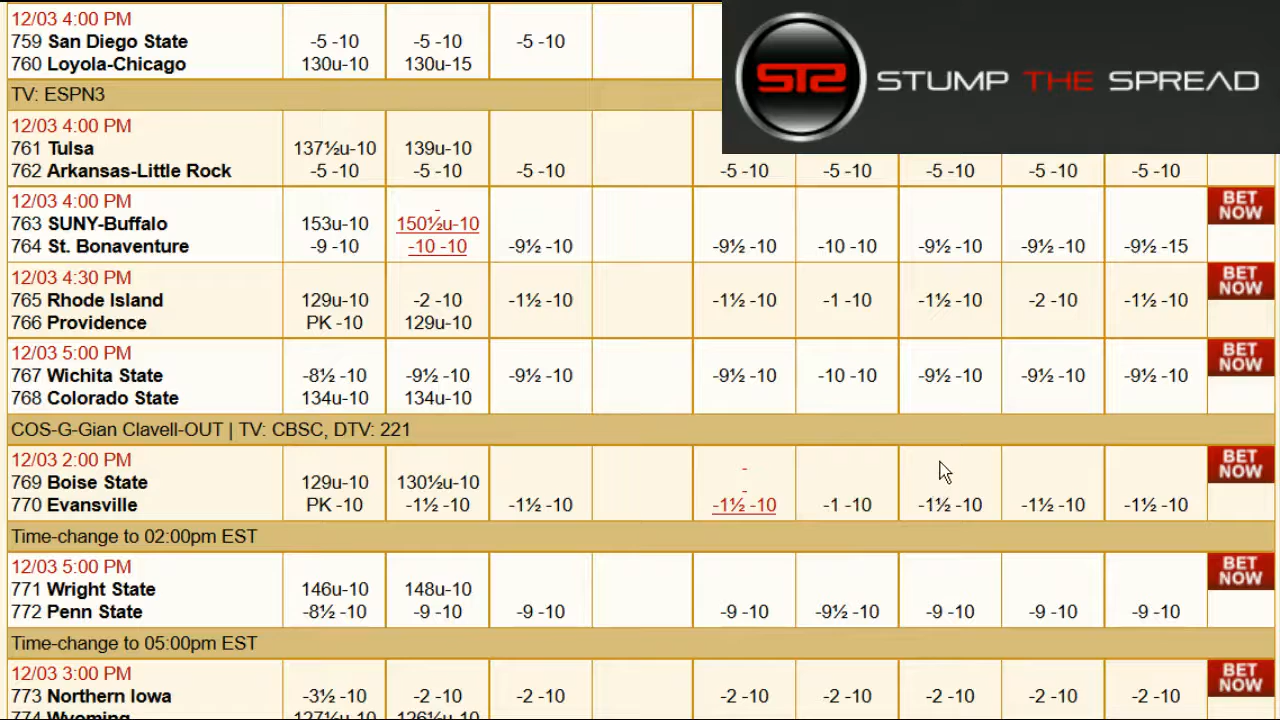 12/03 4:00 PM
759 San Diego State -5 -10 -5 -10 -5 -10
760 Loyola-Chicago 130u-10 130u-15
STS STUMP THE SPREAD
TV: ESPN3
12/03 4:00 PM
761 Tulsa 137½u-10 139u-10
762 Arkansas-Little Rock -5 -10 -5 -10 -5 -10 -5 -10 -5 -10 -5 -10 -5 -10 -5 -10
12/03 4:00 PM BET NOW
-
763 SUNY-Buffalo 153u-10 150½u-10
764 St. Bonaventure -9 -10 -10 -10 -9½ -10 -9½ -10 -10 -10 -9½ -10 -9½ -10 -9½ -15
12/03 4:30 PM BET NOW
765 Rhode Island 129u-10 -2 -10 -1½ -10 -1½ -10 -1 -10 -1½ -10 -2 -10 -1½ -10
766 Providence PK -10 129u-10
12/03 5:00 PM BET NOW
767 Wichita State -8½ -10 -9½ -10 -9½ -10 -9½ -10 -10 -10 -9½ -10 -9½ -10 -9½ -10
768 Colorado State 134u-10 134u-10
COS-G-Gian Clavell-OUT | TV: CBSC, DTV: 221
12/03 2:00 PM - BET NOW
769 Boise State 129u-10 130½u-10 -
770 Evansville PK -10 -1½ -10 -1½ -10 -1½ -10 -1 -10 -1½ -10 -1½ -10 -1½ -10
Time-change to 02:00pm EST
12/03 5:00 PM BET NOW
771 Wright State 146u-10 148u-10
772 Penn State -8½ -10 -9 -10 -9 -10 -9 -10 -9½ -10 -9 -10 -9 -10 -9 -10
Time-change to 05:00pm EST
12/03 3:00 PM BET NOW
773 Northern Iowa -3½ -10 -2 -10 -2 -10 -2 -10 -2 -10 -2 -10 -2 -10 -2 -10
774 Wyoming 127½u-10 126½u-10